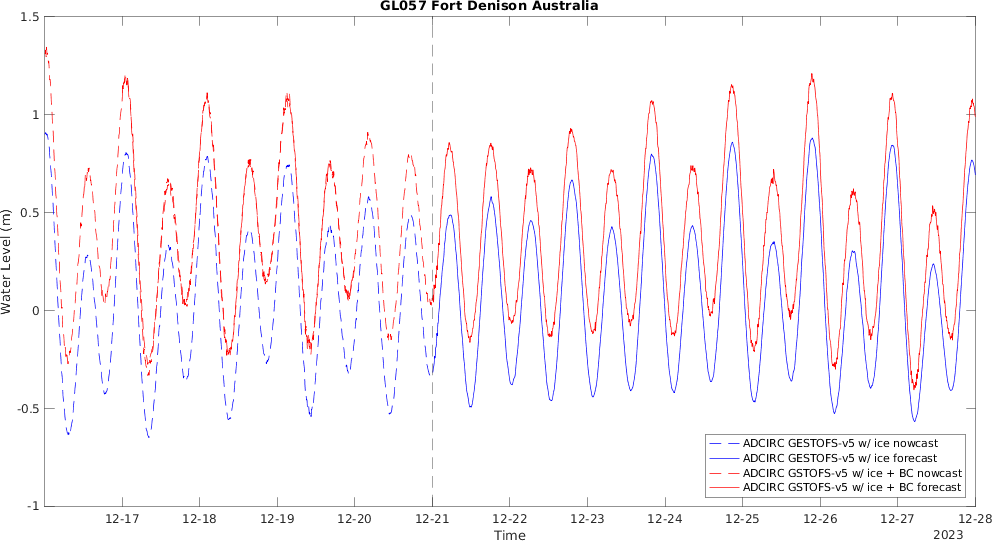 GL057 Fort Denison Australia
1.5
1
0.5
0
-0.5
-1
Water Level (m)
12-17 12-18 12-19 12-20 12-21 12-22 12-23 12-24 12-25 12-26 12-27 12-28
Time
2023
ADCIRC GESTOFS-v5 w/ ice nowcast
ADCIRC GESTOFS-v5 w/ ice forecast
ADCIRC GSTOFS-v5 w/ ice + BC nowcast
ADCIRC GSTOFS-v5 w/ ice + BC forecast